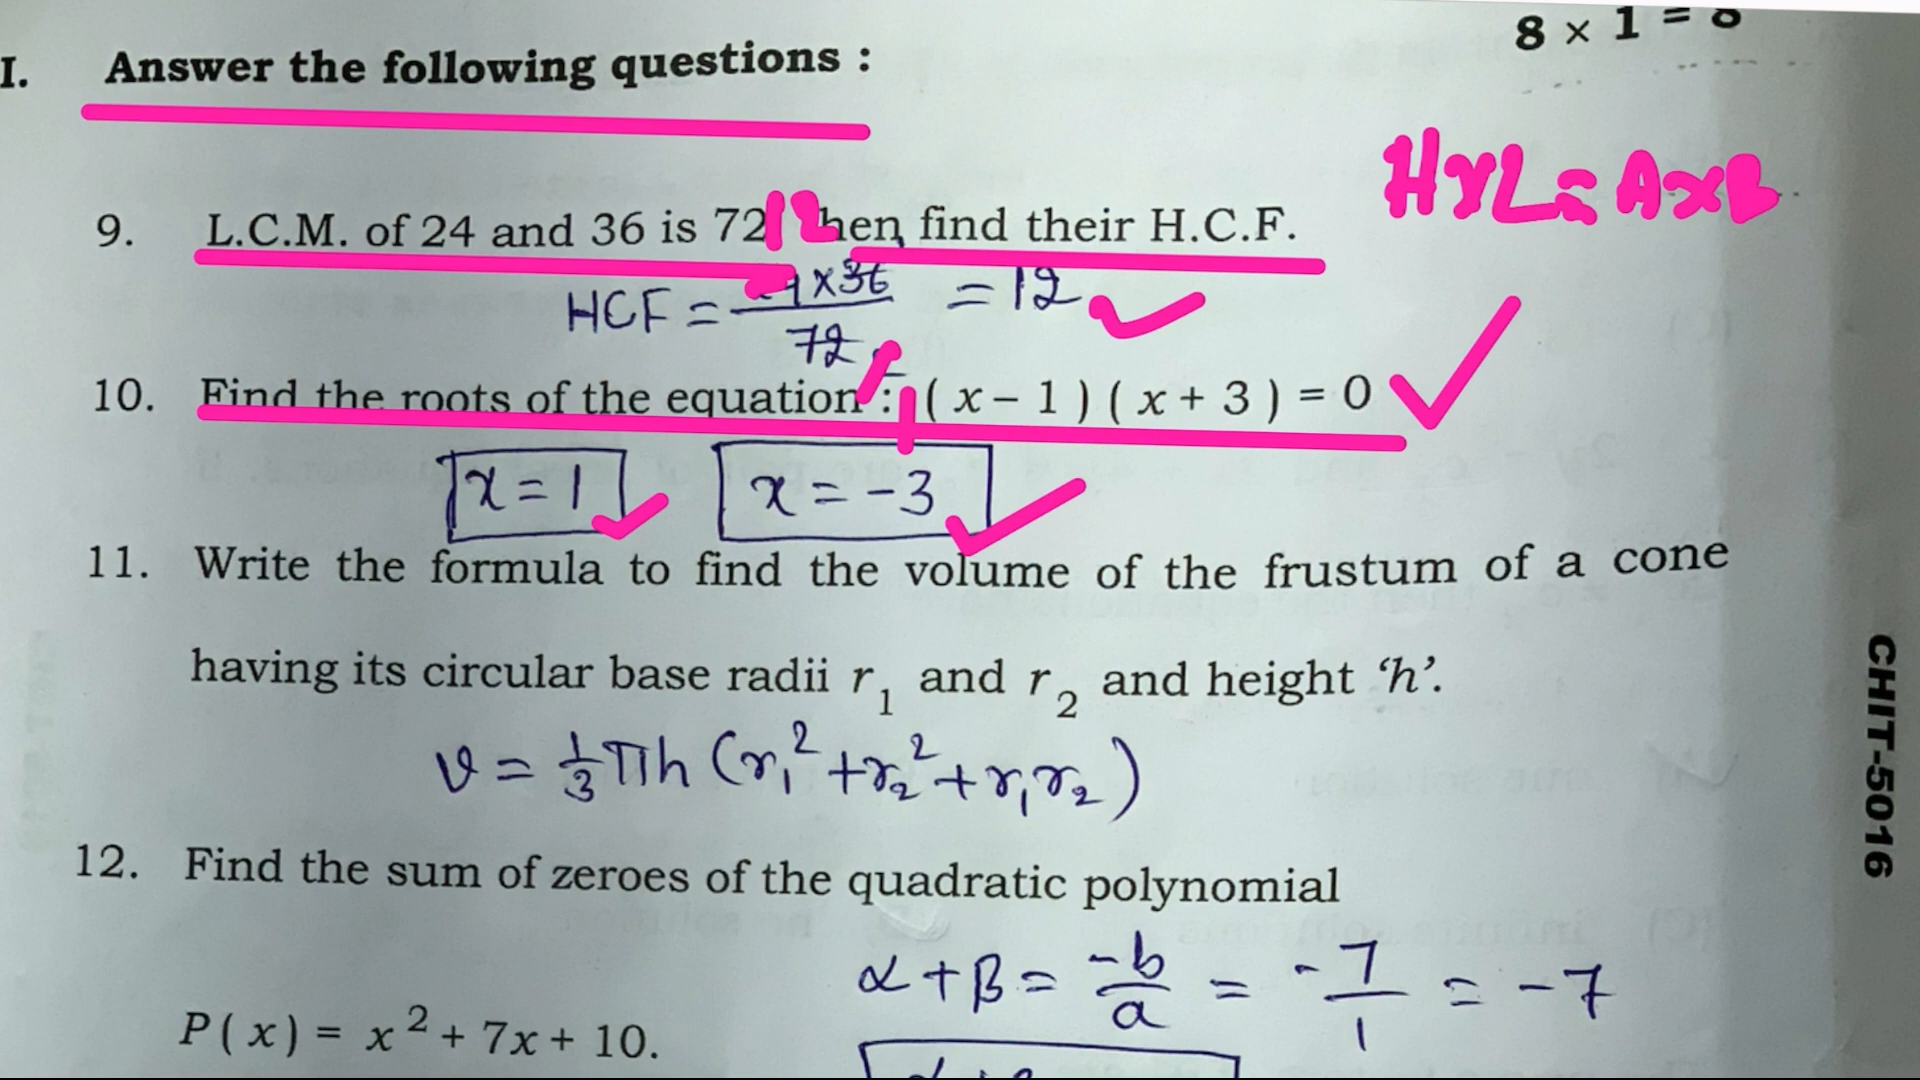 8 × 1 = 8
I. Answer the following questions :
H×L=A×B
9. L.C.M. of 24 and 36 is 72 12 then find their H.C.F.
HCF = ×36 = 12
72
10. Find the roots of the equation : ( x – 1 ) ( x + 3 ) = 0
x = 1 x = -3
11. Write the formula to find the volume of the frustum of a cone
having its circular base radii r₁ and r₂ and height ‘h’.
v = 1/3 πh (r₁² + r₂² + r₁r₂)
12. Find the sum of zeroes of the quadratic polynomial
α + β = -b/a = -7/1 = -7
P ( x ) = x² + 7x + 10.
CHIT-5016